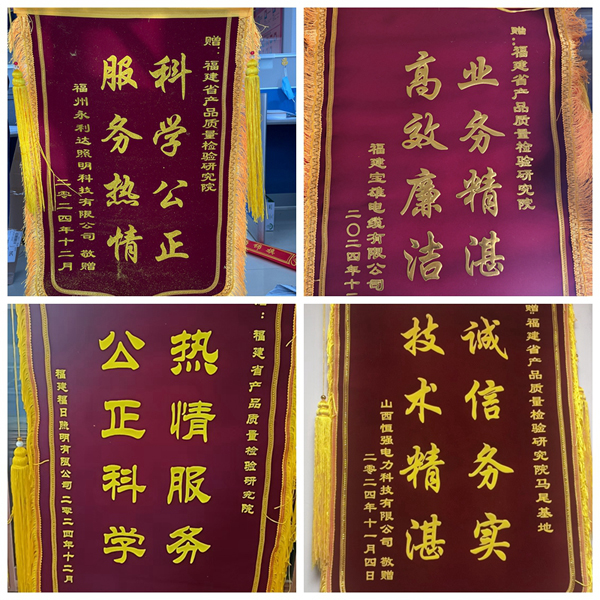 赠：福建省产品质量检验研究院
科学公正
服务热情
福州永利达照明科技有限公司 敬赠
二零二四年十二月
赠：福建省产品质量检验研究院
业务精湛
高效廉洁
福建宝雄电缆有限公司
二〇二四年十二
赠：福建省产品质量检验研究院
热情服务
公正科学
福建福日照明有限公司 二零二四年十二月
赠 福建省产品质量检验研究院马尾基地
诚信务实
技术精湛
山西恒强电力科技有限公司 敬赠
二零二四年十一月四日